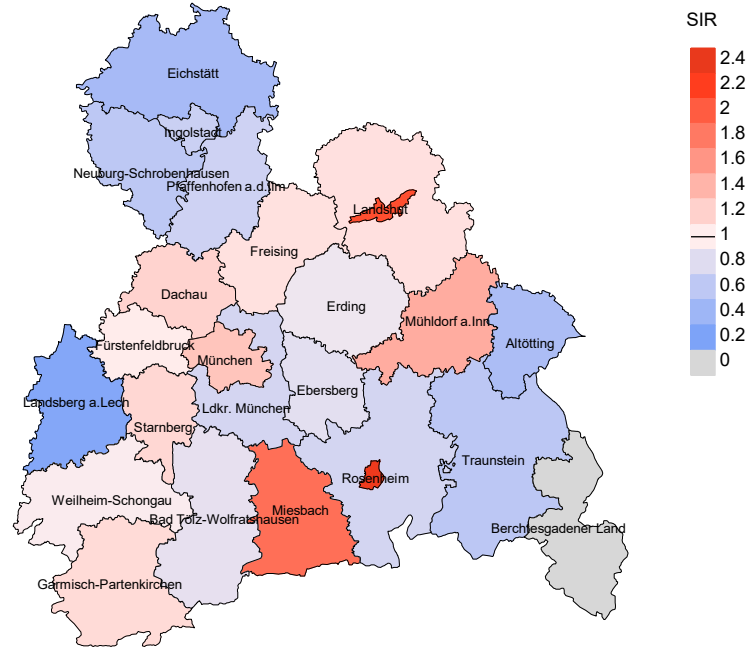 SIR
2.4
2.2
2
1.8
1.6
1.4
1.2
1
0.8
0.6
0.4
0.2
0
Eichstätt
Ingolstadt
Neuburg-Schrobenhausen
Pfaffenhofen a.d.Ilm
Landshut
Freising
Dachau
Erding
Mühldorf a.Inn
Altötting
Fürstenfeldbruck
München
Landsberg a.Lech
Ebersberg
Ldkr. München
Starnberg
Traunstein
Rosenheim
Weilheim-Schongau
Miesbach
Bad Tölz-Wolfratshausen
Berchtesgadener Land
Garmisch-Partenkirchen